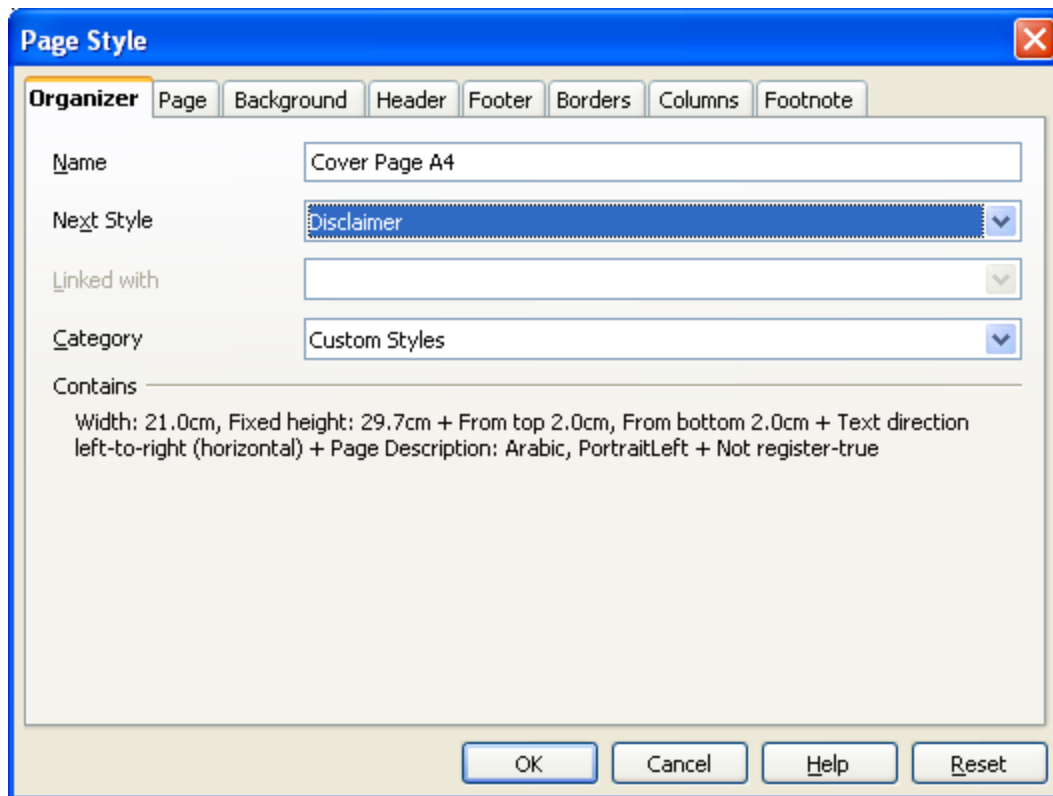 Page Style
Organizer Page Background Header Footer Borders Columns Footnote
Name Cover Page A4
Next Style Disclaimer
Linked with
Category Custom Styles
Contains
Width: 21.0cm, Fixed height: 29.7cm + From top 2.0cm, From bottom 2.0cm + Text direction
left-to-right (horizontal) + Page Description: Arabic, PortraitLeft + Not register-true
OK Cancel Help Reset